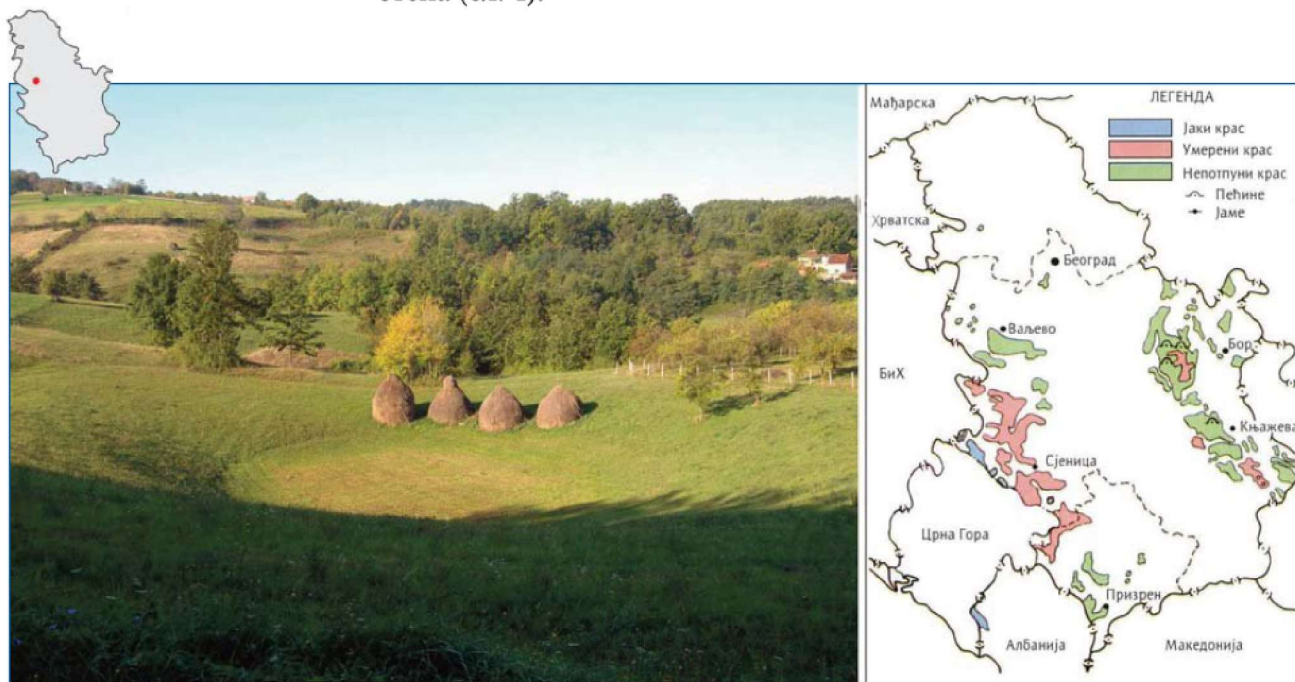 Мађарска
ЛЕГЕНДА
Јаки крас
Умерени крас
Непотпуни крас
Пећине
Јаме
Хрватска
Београд
Ваљево
Бор
БиХ
Књажева
Сјеница
Црна Гора
Призрен
Албанија
Македонија